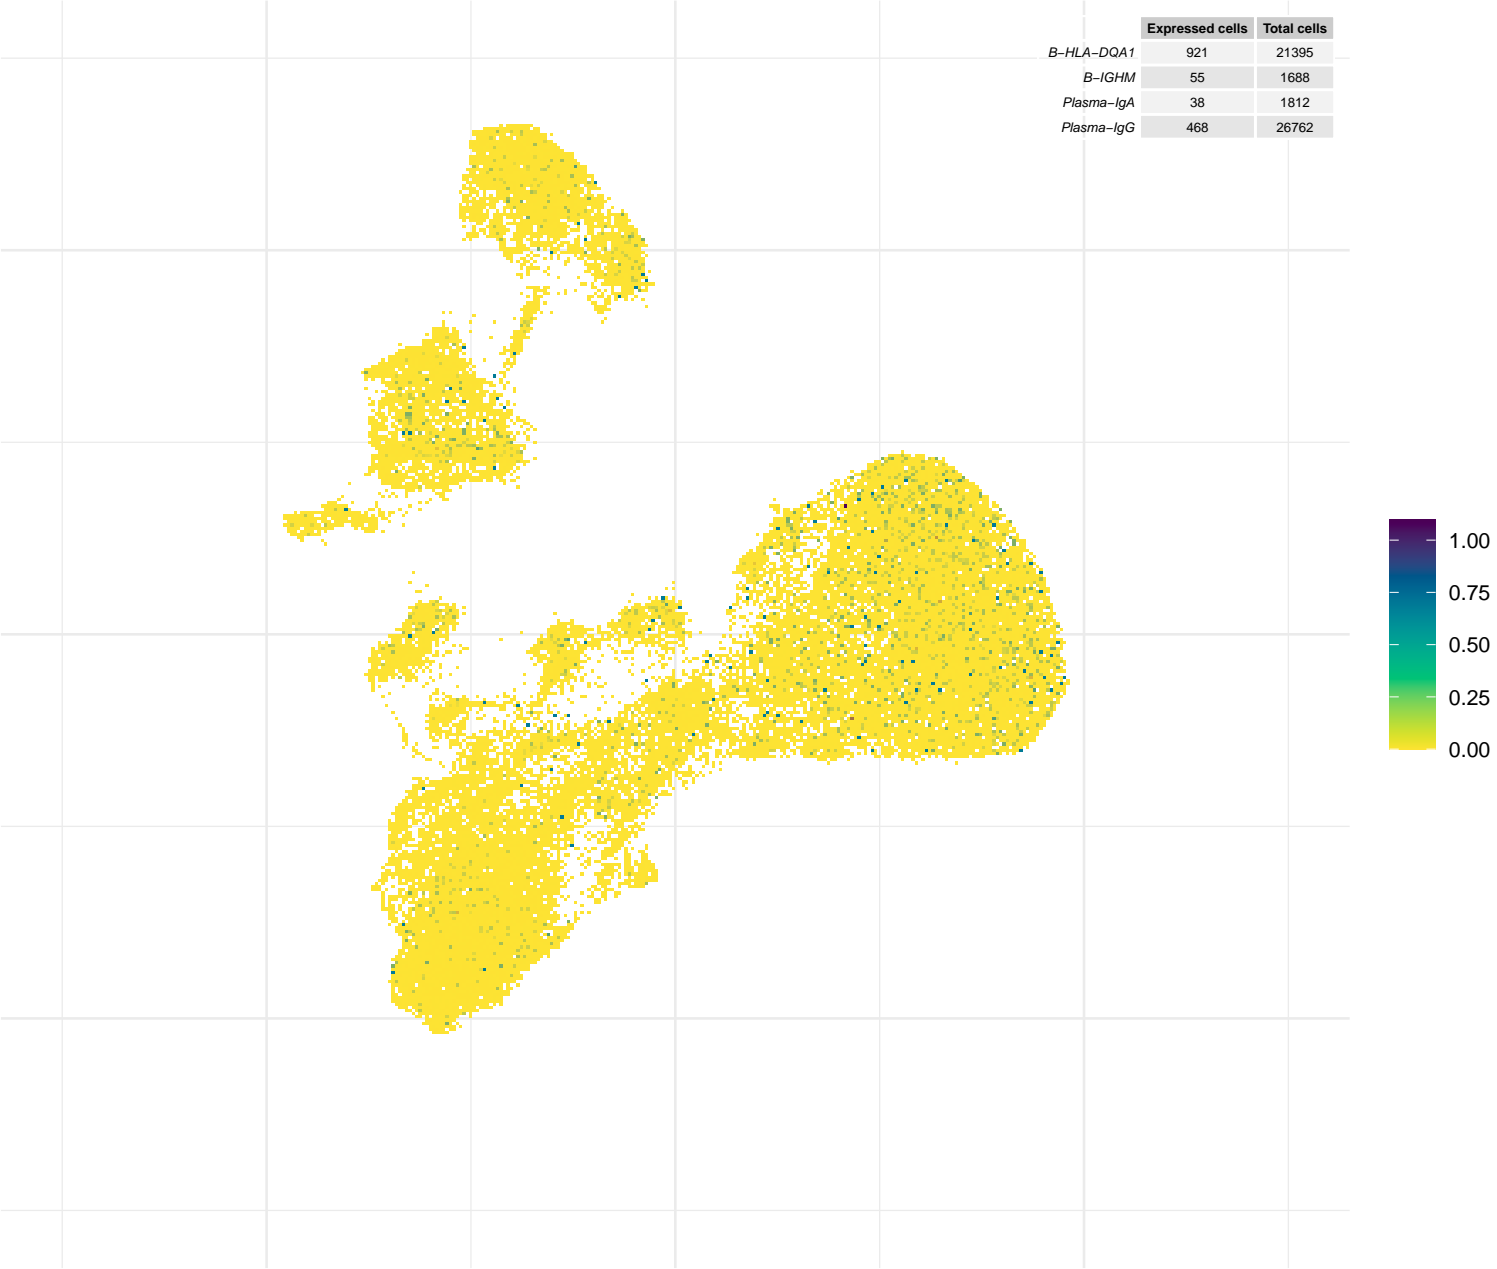 Expressed cells Total cells
B−HLA−DQA1 921 21395
B−IGHM 55 1688
Plasma−IgA 38 1812
Plasma−IgG 468 26762
1.00
0.75
0.50
0.25
0.00